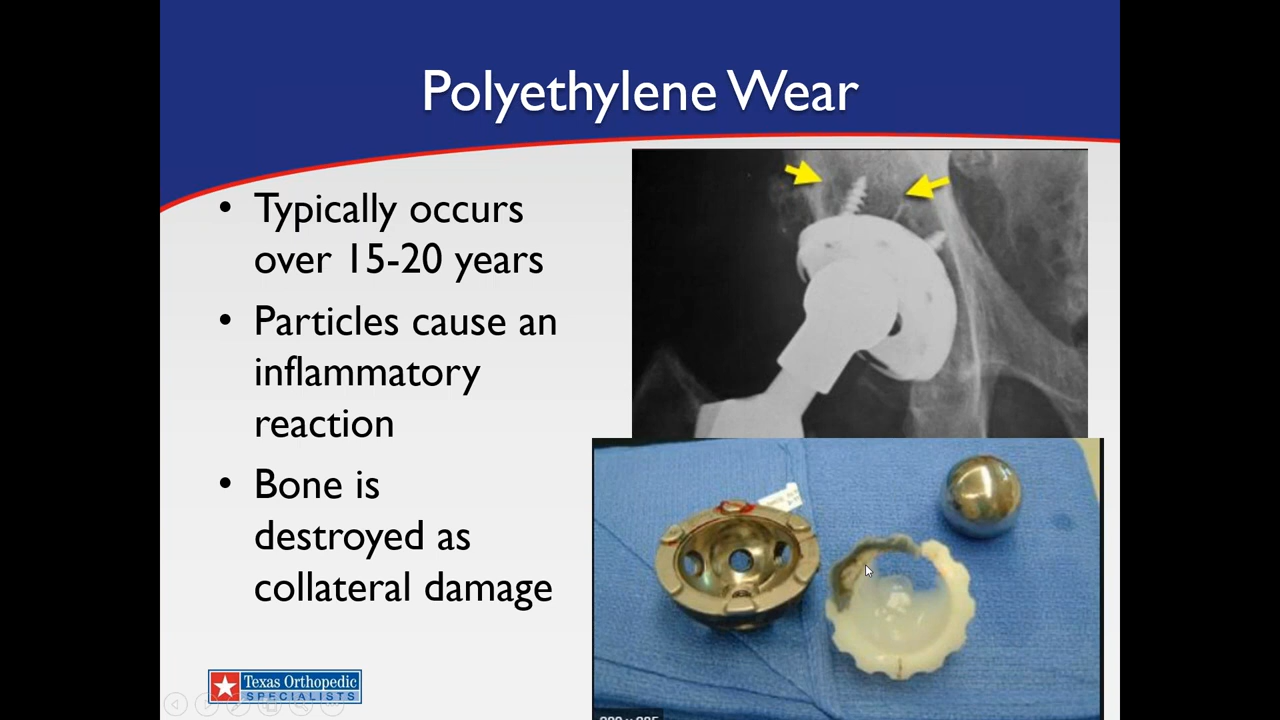 Polyethylene Wear
• Typically occurs
over 15-20 years
• Particles cause an
inflammatory
reaction
• Bone is
destroyed as
collateral damage
Texas Orthopedic
SPECIALISTS